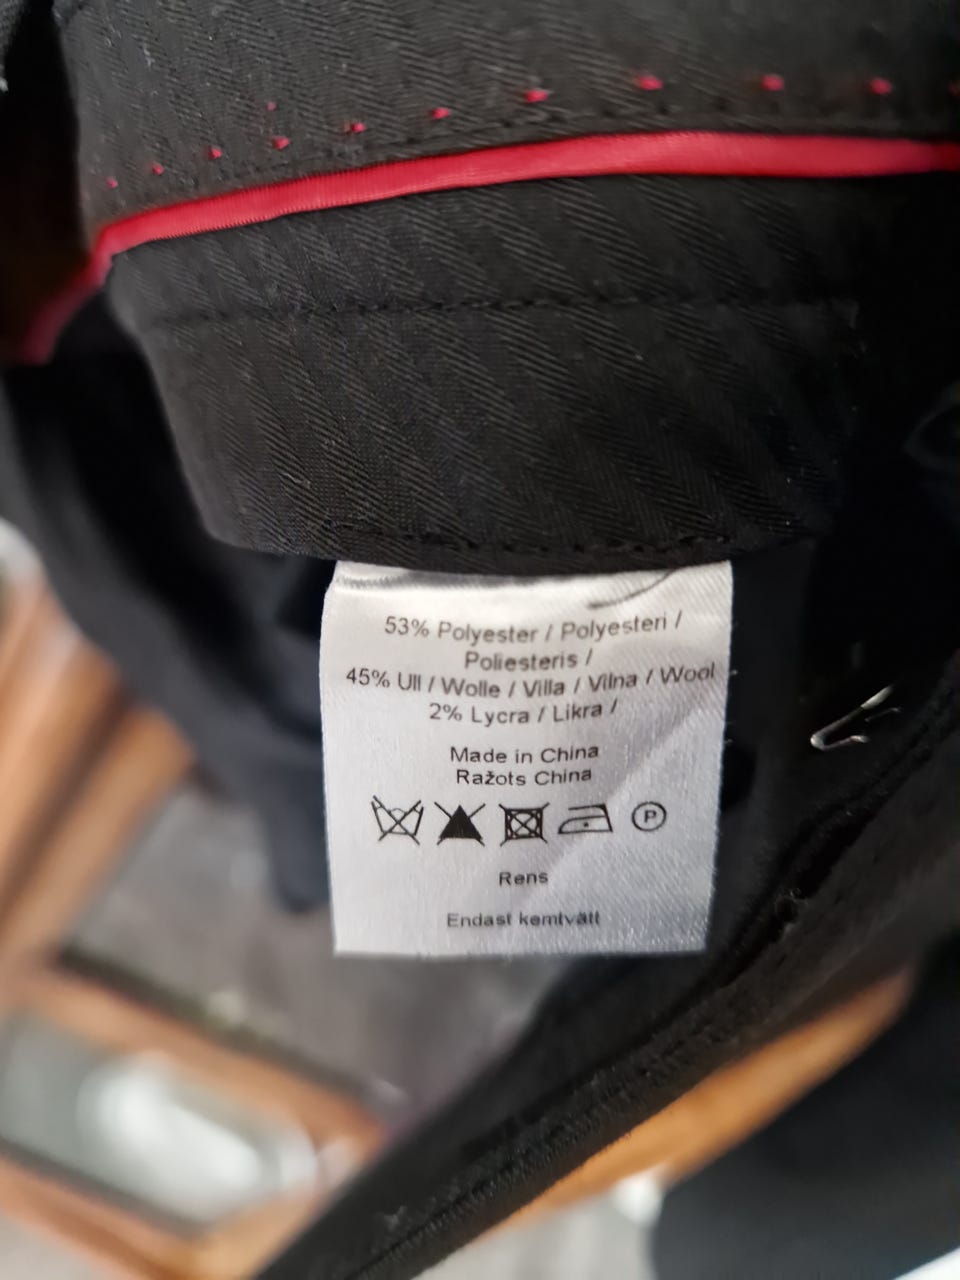 53% Polyester / Polyesteri /
Poliesteris /
45% Ull / Wolle / Villa / Vilna / Wool
2% Lycra / Likra /
Made in China
Ražots China
P
Rens
Endast kemtvätt